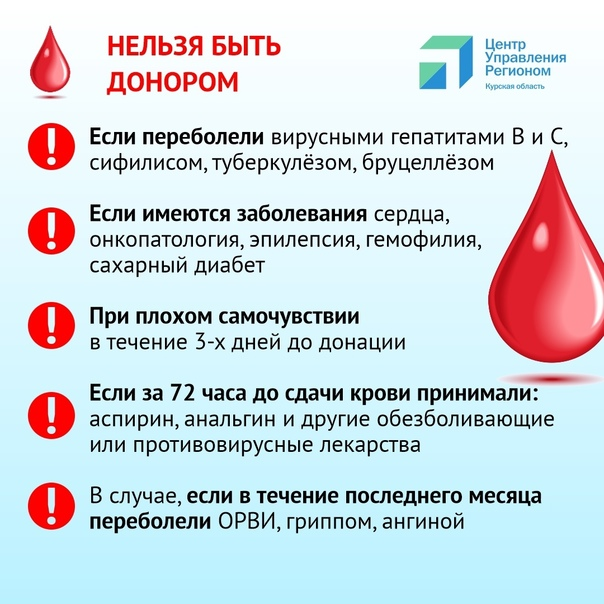 НЕЛЬЗЯ БЫТЬ
ДОНОРОМ
Центр
Управления
Регионом
Курская область
Если переболели вирусными гепатитами В и С,
сифилисом, туберкулёзом, бруцеллёзом
Если имеются заболевания сердца,
онкопатология, эпилепсия, гемофилия,
сахарный диабет
При плохом самочувствии
в течение 3-х дней до донации
Если за 72 часа до сдачи крови принимали:
аспирин, анальгин и другие обезболивающие
или противовирусные лекарства
В случае, если в течение последнего месяца
переболели ОРВИ, гриппом, ангиной